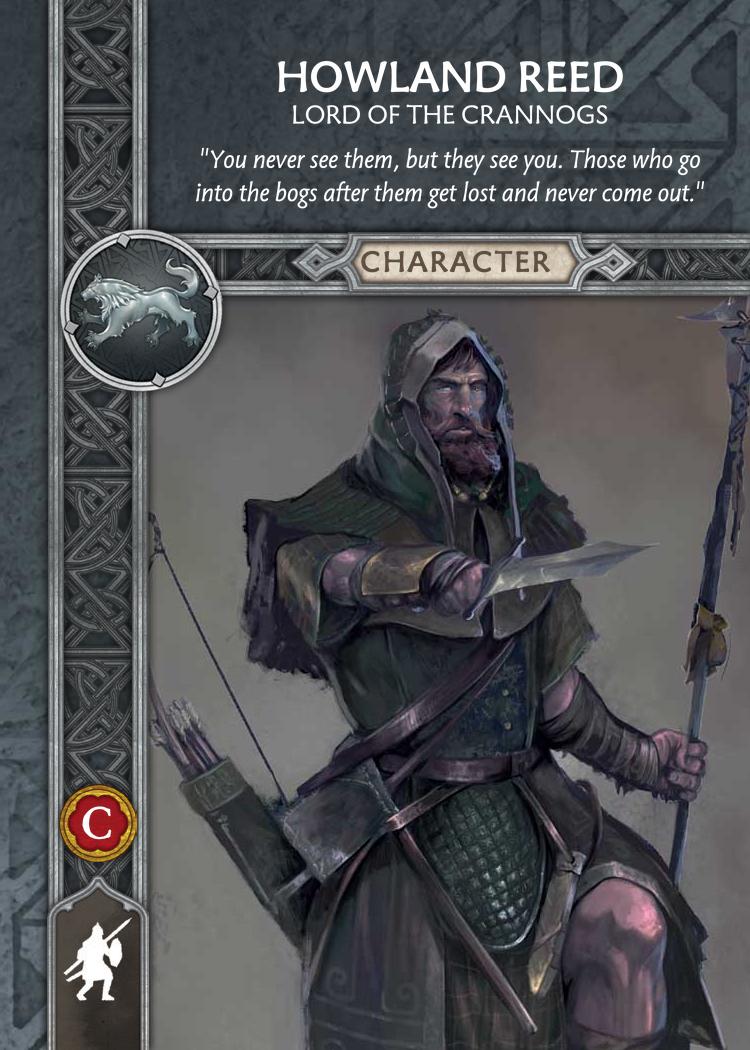 HOWLAND REED
LORD OF THE CRANNOGS
"You never see them, but they see you. Those who go
into the bogs after them get lost and never come out."
CHARACTER
C